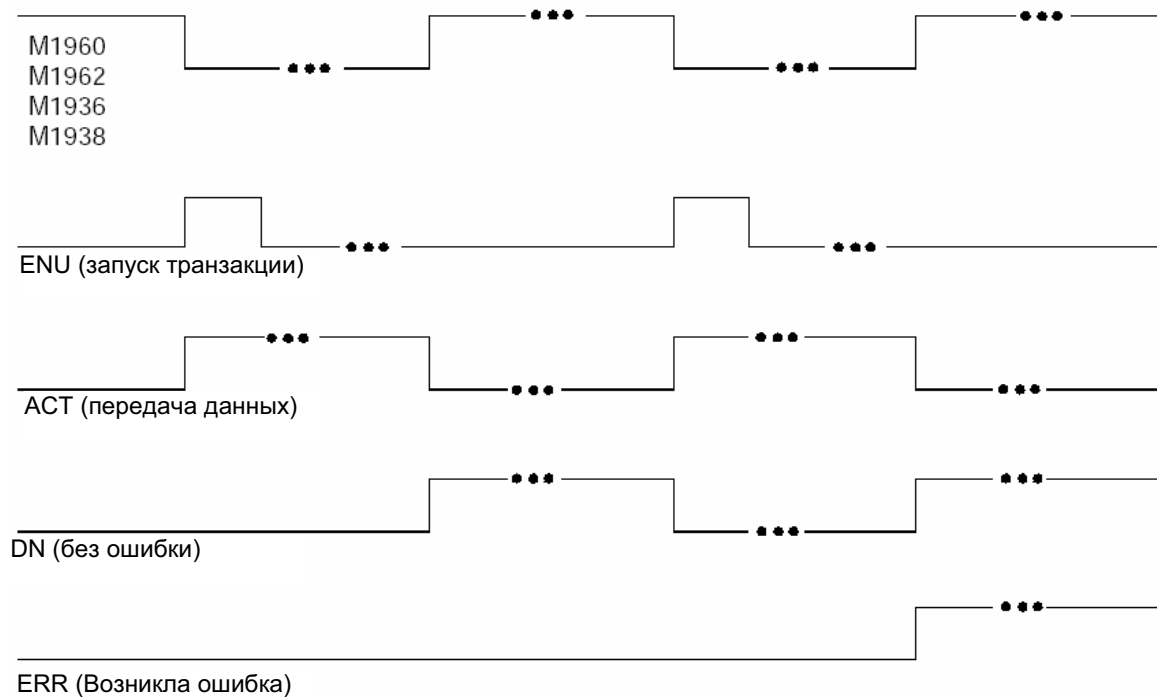 M1960
M1962
M1936
M1938
ENU (запуск транзакции)
ACT (передача данных)
DN (без ошибки)
ERR (Возникла ошибка)